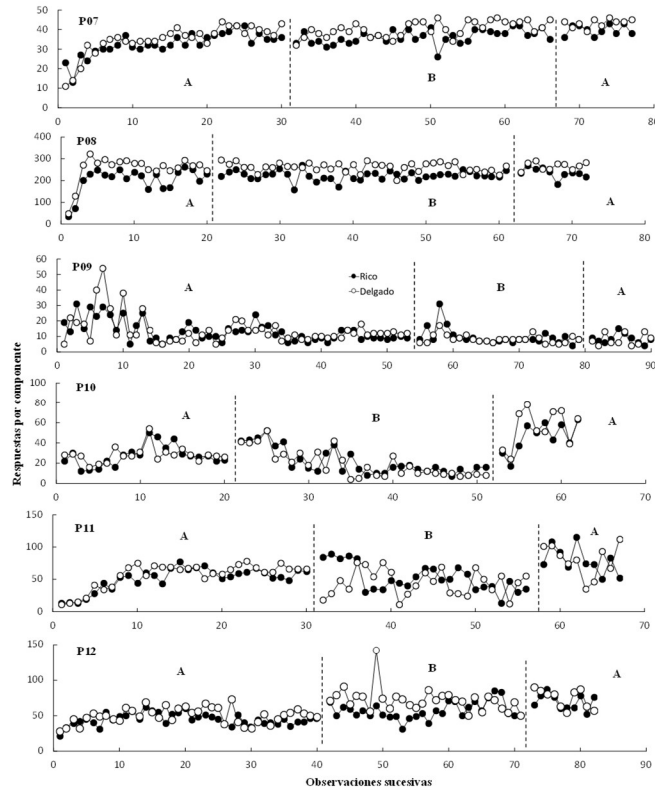 50
40
30
20
10
0
P07
A
B
A
0 10 20 30 40 50 60 70 80
400
300
200
100
0
P08
A
B
A
0 10 20 30 40 50 60 70 80
60
50
40
30
20
10
0
P09
A
Rico
Delgado
B
A
0 10 20 30 40 50 60 70 80 90
Respuestas por componente
100
80
60
40
20
0
P10
A
B
A
0 10 20 30 40 50 60 70
150
100
50
0
P11
A
B
A
0 10 20 30 40 50 60 70
150
100
50
0
P12
A
B
A
0 10 20 30 40 50 60 70 80 90
Observaciones sucesivas